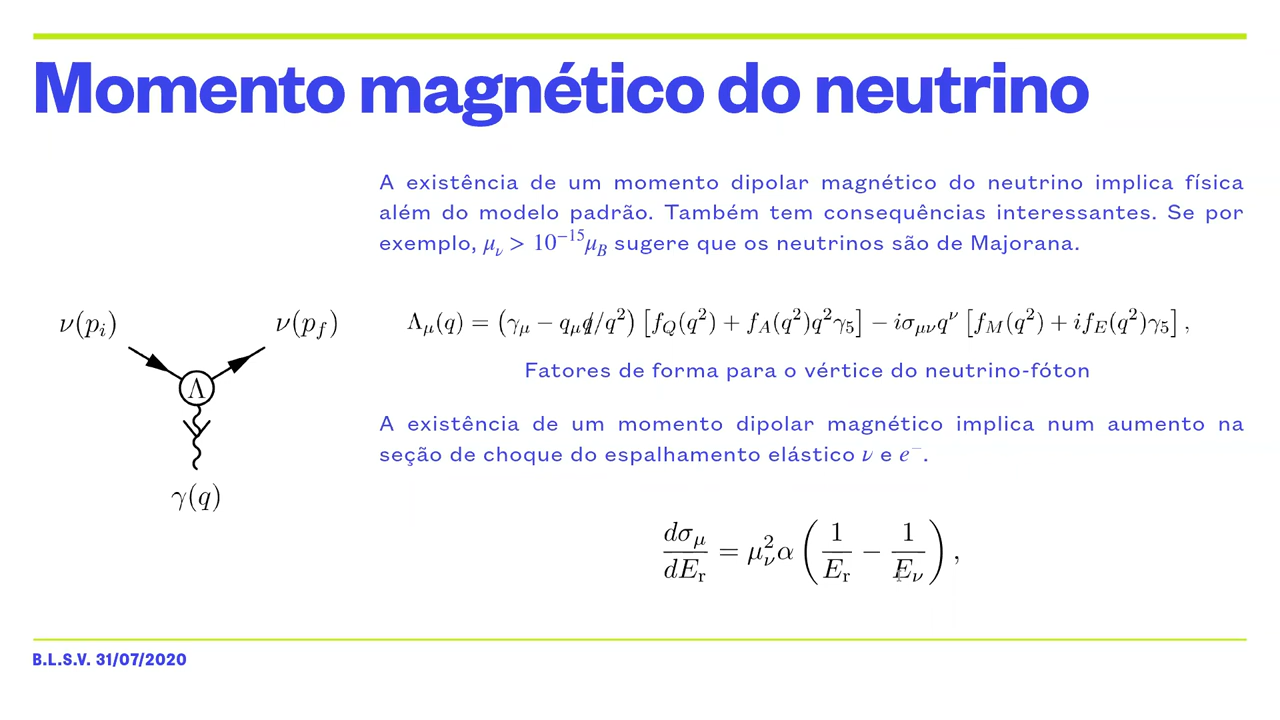 Momento magnético do neutrino
A existência de um momento dipolar magnético do neutrino implica física
além do modelo padrão. Também tem consequências interessantes. Se por
exemplo, μ_ν > 10^{−15}μ_B sugere que os neutrinos são de Majorana.
ν(p_i)
ν(p_f)
Λ
γ(q)
Λ_μ(q) = (γ_μ − q_μq̸/q²) [f_Q(q²) + f_A(q²)q²γ_5] − iσ_{μν}q^ν [f_M(q²) + if_E(q²)γ_5] ,
Fatores de forma para o vértice do neutrino-fóton
A existência de um momento dipolar magnético implica num aumento na
seção de choque do espalhamento elástico ν e e⁻.
dσ_μ/dE_r = μ_ν²α (1/E_r − 1/E_ν) ,
B.L.S.V. 31/07/2020